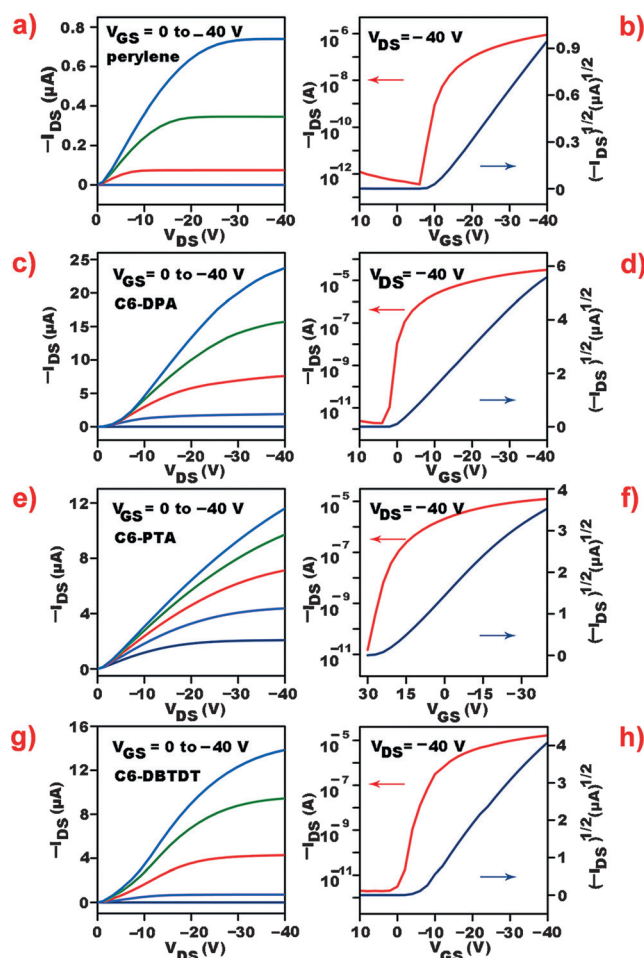 a)
V_GS = 0 to −40 V
perylene
−I_DS (μA)
0.8
0.6
0.4
0.2
0
0 −10 −20 −30 −40
V_DS (V)
b)
V_DS= −40 V
−I_DS (A)
10^−6
10^−8
10^−10
10^−12
0.9
0.6
0.3
0
(−I_DS)^1/2(μA)^1/2
10 0 −10 −20 −30 −40
V_GS (V)
c)
V_GS = 0 to −40 V
C6-DPA
−I_DS (μA)
25
20
15
10
5
0
0 −10 −20 −30 −40
V_DS (V)
d)
V_DS= −40 V
−I_DS (A)
10^−5
10^−7
10^−9
10^−11
6
4
2
0
(−I_DS)^1/2(μA)^1/2
10 0 −10 −20 −30 −40
V_GS (V)
e)
V_GS = 0 to −40 V
C6-PTA
−I_DS (μA)
12
8
4
0
0 −10 −20 −30 −40
V_DS (V)
f)
V_DS= −40 V
−I_DS (A)
10^−5
10^−7
10^−9
10^−11
4
3
2
1
0
(−I_DS)^1/2(μA)^1/2
30 15 0 −15 −30
V_GS (V)
g)
V_GS = 0 to −40 V
C6-DBTDT
−I_DS (μA)
16
12
8
4
0
0 −10 −20 −30 −40
V_DS (V)
h)
V_DS= −40 V
−I_DS (A)
10^−5
10^−7
10^−9
10^−11
4
3
2
1
0
(−I_DS)^1/2(μA)^1/2
10 0 −10 −20 −30 −40
V_GS (V)